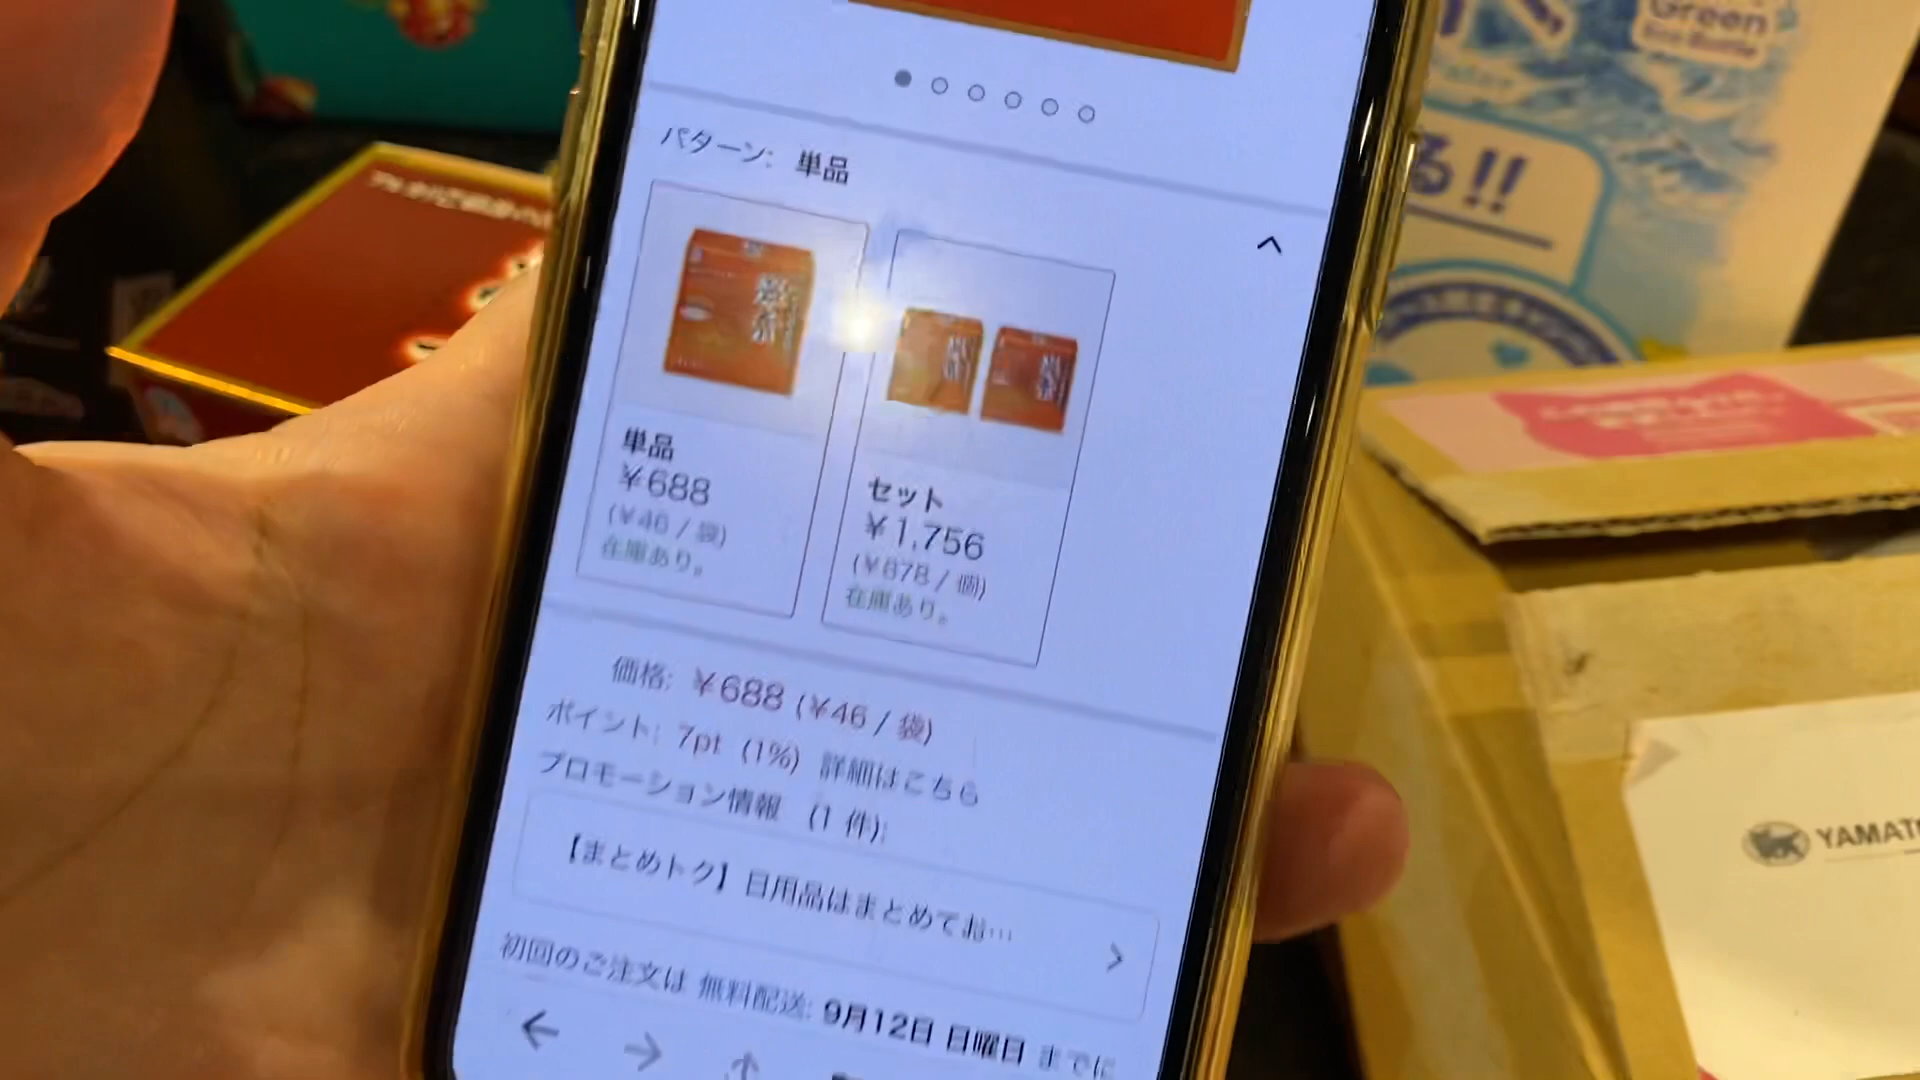 パターン: 単品
単品
¥688
(¥46 / 袋)
在庫あり。
セット
¥1,756
(¥878 / 個)
在庫あり。
価格: ¥688 (¥46 / 袋)
ポイント: 7pt (1%) 詳細はこちら
プロモーション情報 (1 件):
【まとめトク】日用品はまとめてお…
初回のご注文は 無料配送: 9月12日 日曜日 までに
Green
る!!
YAMAT